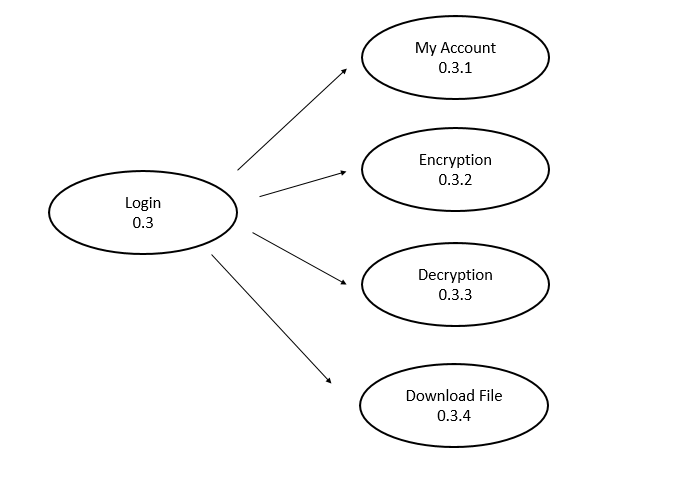 My Account
0.3.1
Encryption
0.3.2
Login
0.3
Decryption
0.3.3
Download File
0.3.4